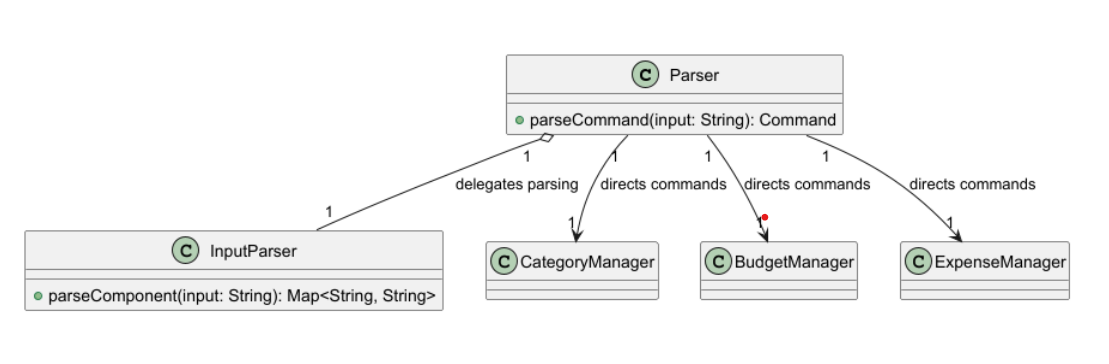 C Parser
parseCommand(input: String): Command
1 1 1 1
delegates parsing directs commands directs commands directs commands
1 1 1 1
C InputParser
C CategoryManager
C BudgetManager
C ExpenseManager
parseComponent(input: String): Map<String, String>